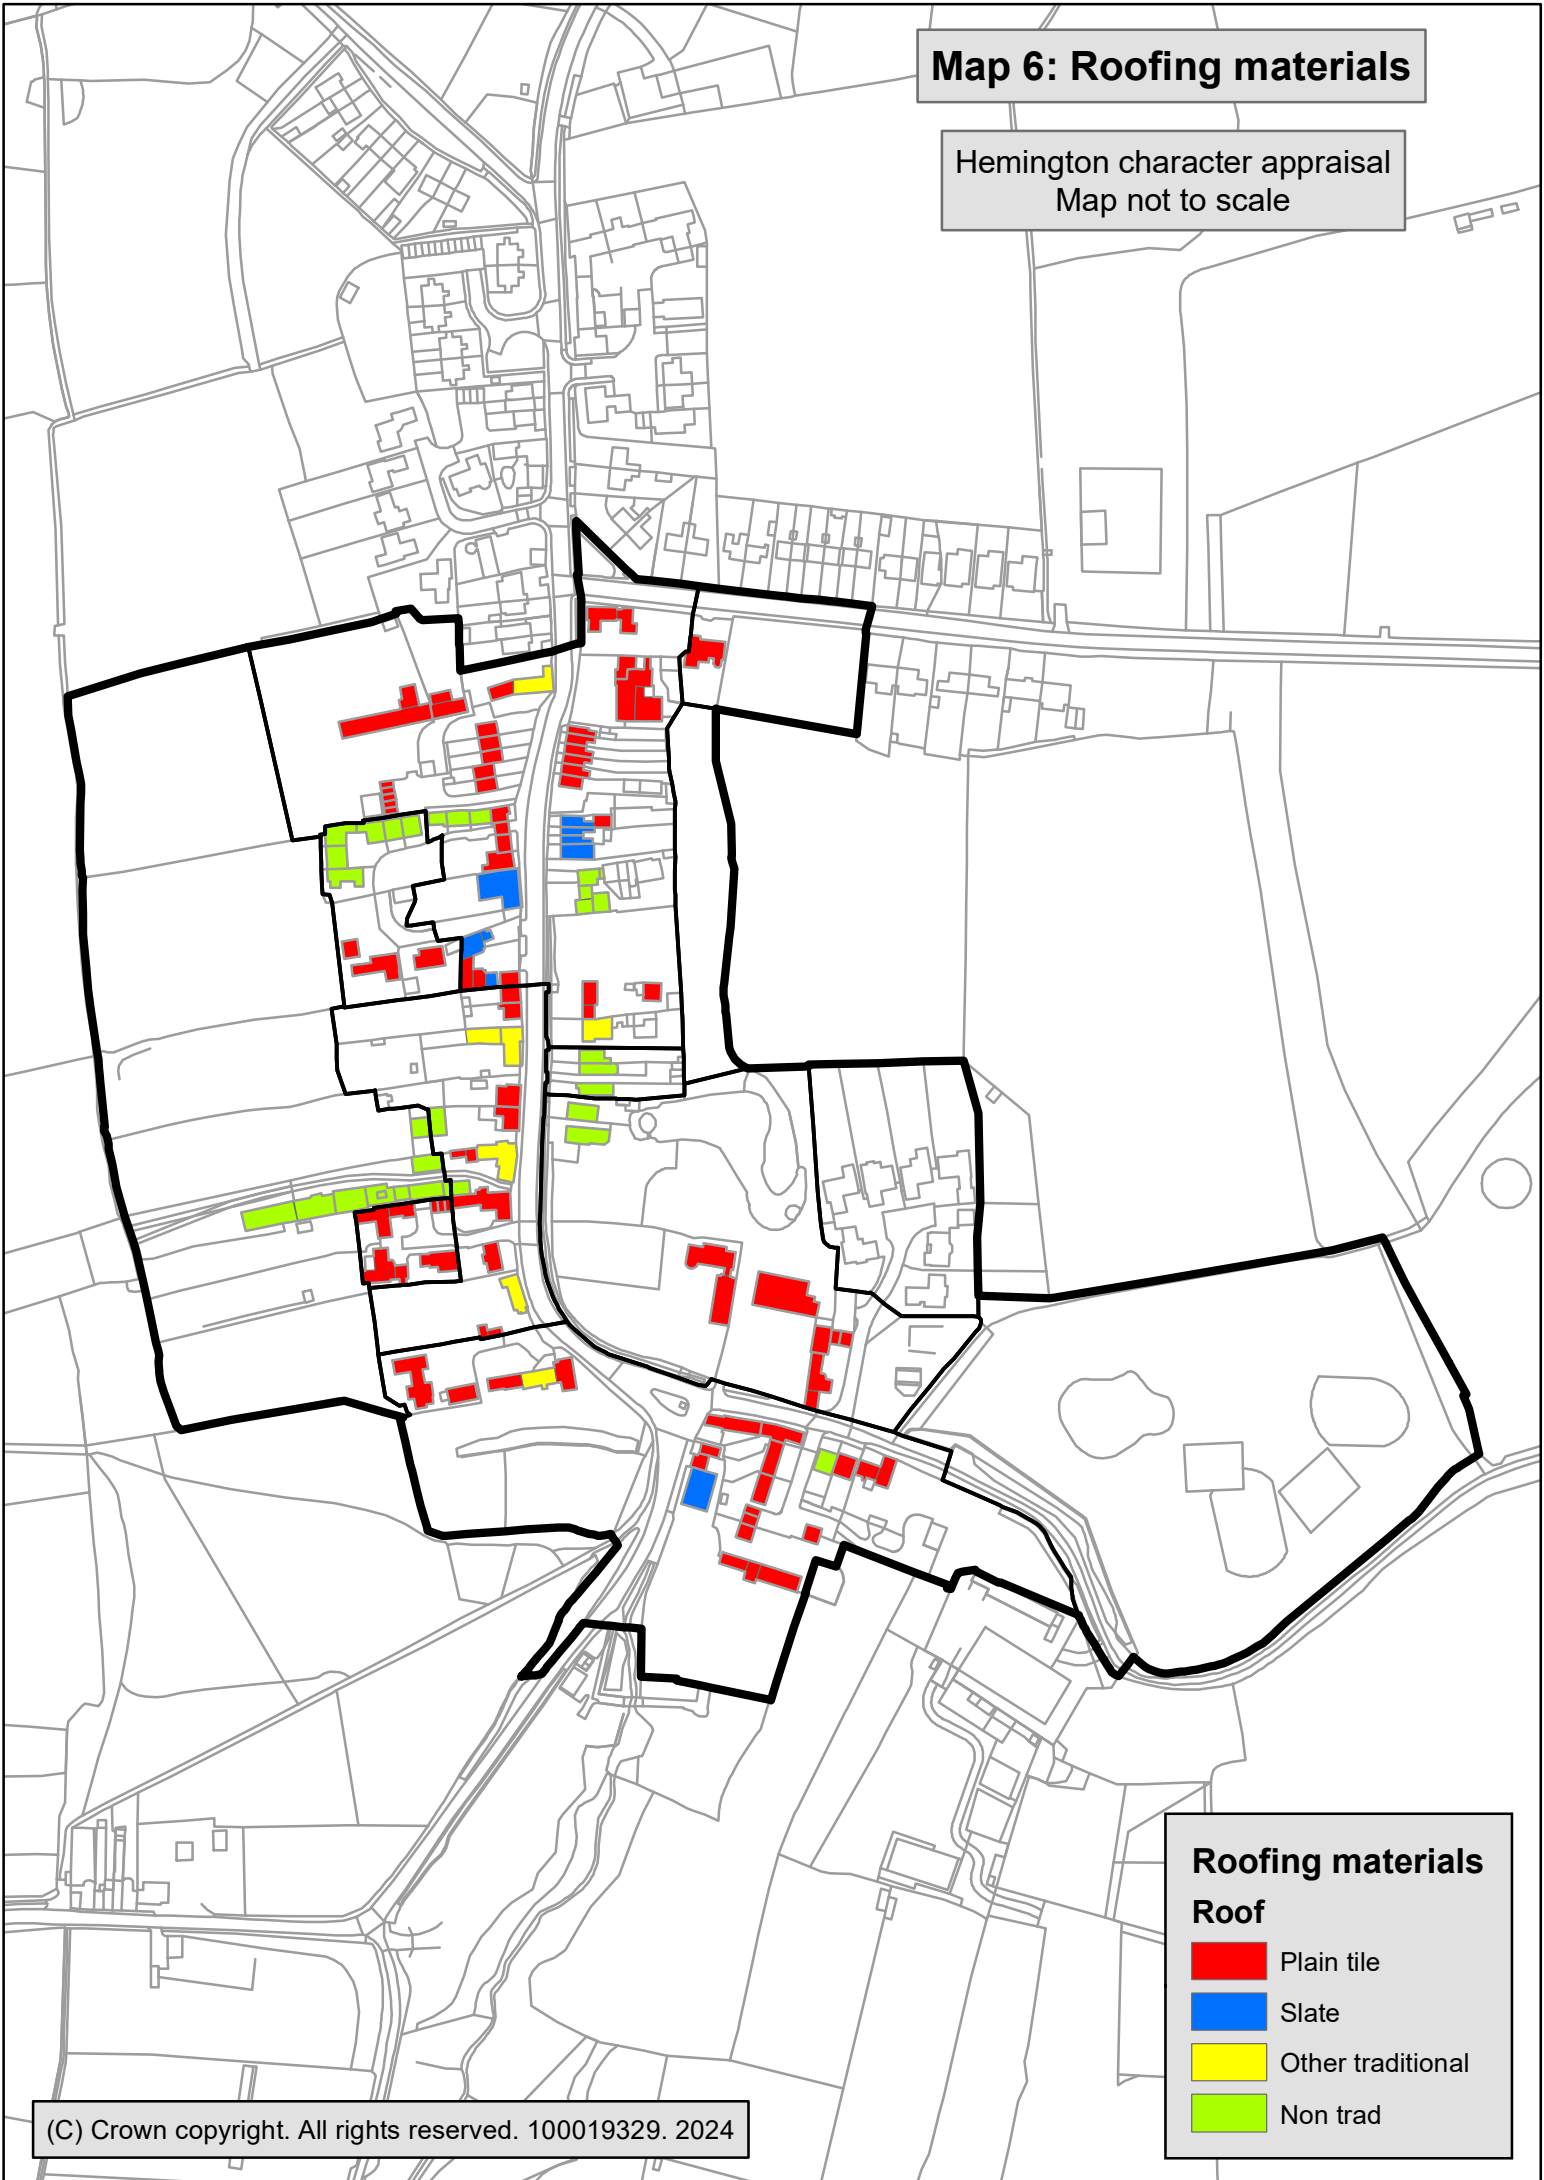 Map 6: Roofing materials
Hemington character appraisal
Map not to scale
Roofing materials
Roof
Plain tile
Slate
Other traditional
Non trad
(C) Crown copyright. All rights reserved. 100019329. 2024